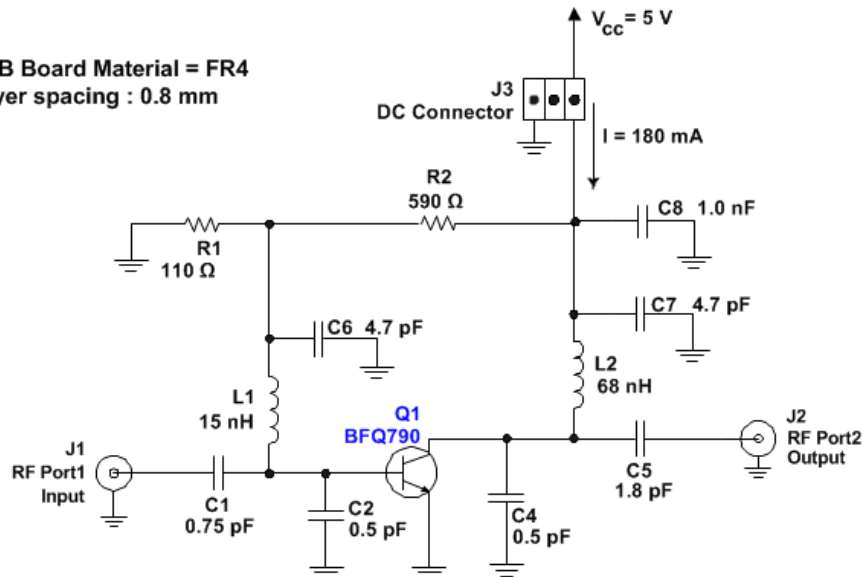 B Board Material = FR4
yer spacing : 0.8 mm
Vcc = 5 V
J3
DC Connector
I = 180 mA
R2
590 Ω
C8 1.0 nF
R1
110 Ω
C7 4.7 pF
C6 4.7 pF
L2
68 nH
L1
15 nH
Q1
BFQ790
J1
RF Port1
Input
J2
RF Port2
Output
C1
0.75 pF
C2
0.5 pF
C4
0.5 pF
C5
1.8 pF